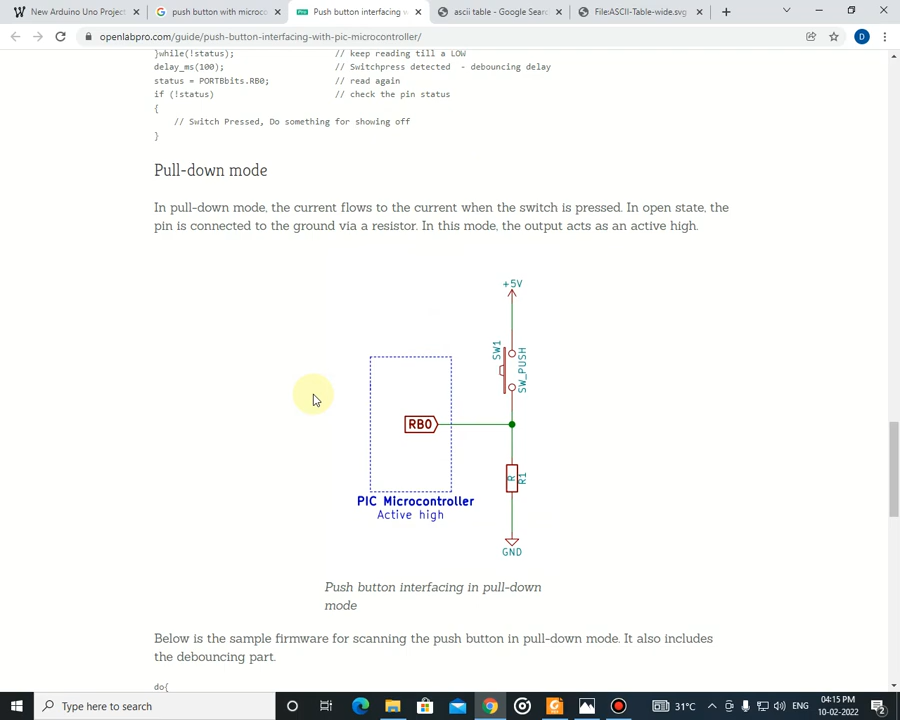 New Arduino Uno Project
push button with microco
Push button interfacing w
ascii table - Google Searc
File:ASCII-Table-wide.svg
openlabpro.com/guide/push-button-interfacing-with-pic-microcontroller/
D
}while(!status); // keep reading till a LOW
delay_ms(100); // Switchpress detected - debouncing delay
status = PORTBbits.RB0; // read again
if (!status) // check the pin status
{
// Switch Pressed, Do something for showing off
}
Pull-down mode
In pull-down mode, the current flows to the current when the switch is pressed. In open state, the
pin is connected to the ground via a resistor. In this mode, the output acts as an active high.
+5V
SW1
SW_PUSH
RB0
R
R1
PIC Microcontroller
Active high
GND
Push button interfacing in pull-down
mode
Below is the sample firmware for scanning the push button in pull-down mode. It also includes
the debouncing part.
do{
Type here to search
31°C
ENG
04:15 PM
10-02-2022
2